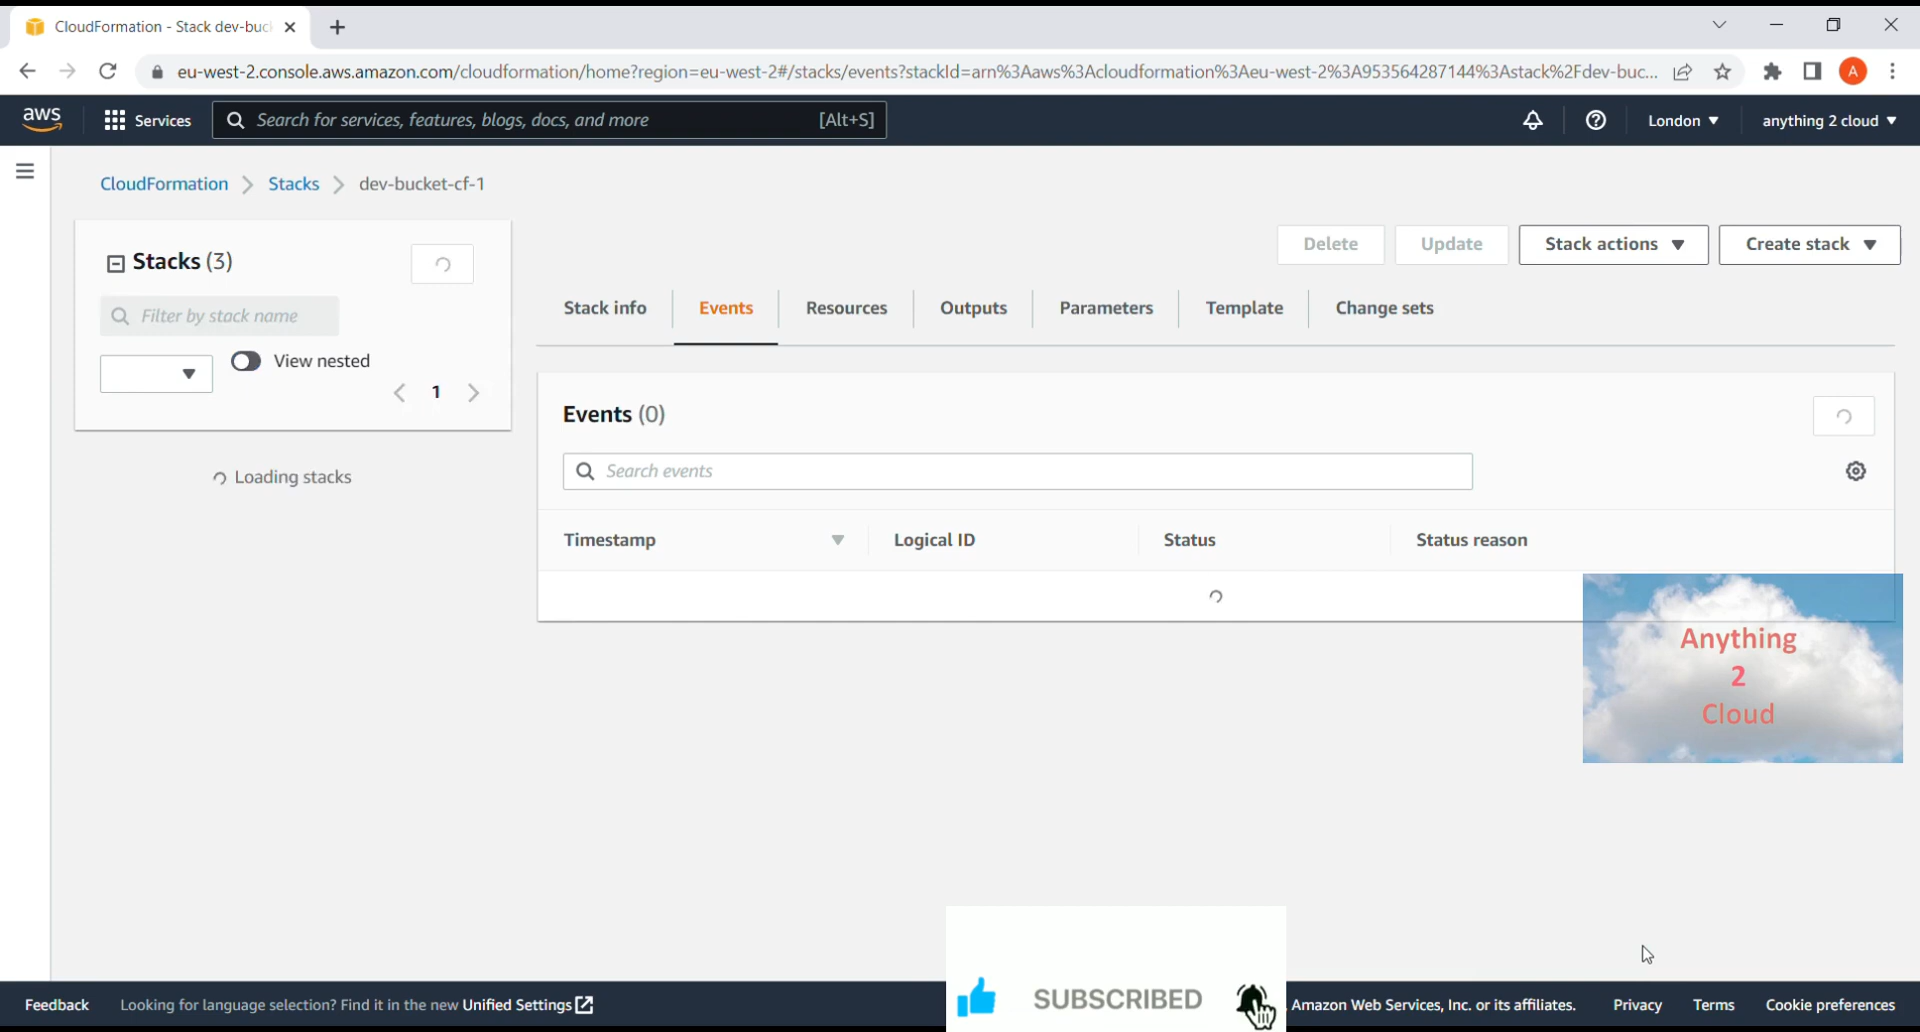 CloudFormation - Stack dev-buc
eu-west-2.console.aws.amazon.com/cloudformation/home?region=eu-west-2#/stacks/events?stackId=arn%3Aaws%3Acloudformation%3Aeu-west-2%3A953564287144%3Astack%2Fdev-buc...
A
aws
Services
Search for services, features, blogs, docs, and more
[Alt+S]
London
anything 2 cloud
CloudFormation
Stacks
dev-bucket-cf-1
Stacks (3)
Filter by stack name
View nested
1
Loading stacks
Delete
Update
Stack actions
Create stack
Stack info
Events
Resources
Outputs
Parameters
Template
Change sets
Events (0)
Search events
Timestamp
Logical ID
Status
Status reason
Anything
2
Cloud
SUBSCRIBED
Feedback
Looking for language selection? Find it in the new Unified Settings
Amazon Web Services, Inc. or its affiliates.
Privacy
Terms
Cookie preferences